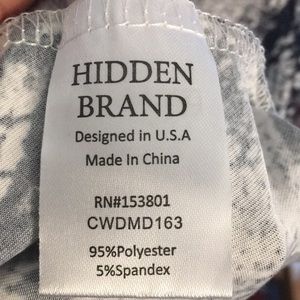 HIDDEN
BRAND
Designed in U.S.A
Made In China
RN#153801
CWDMD163
95%Polyester
5%Spandex